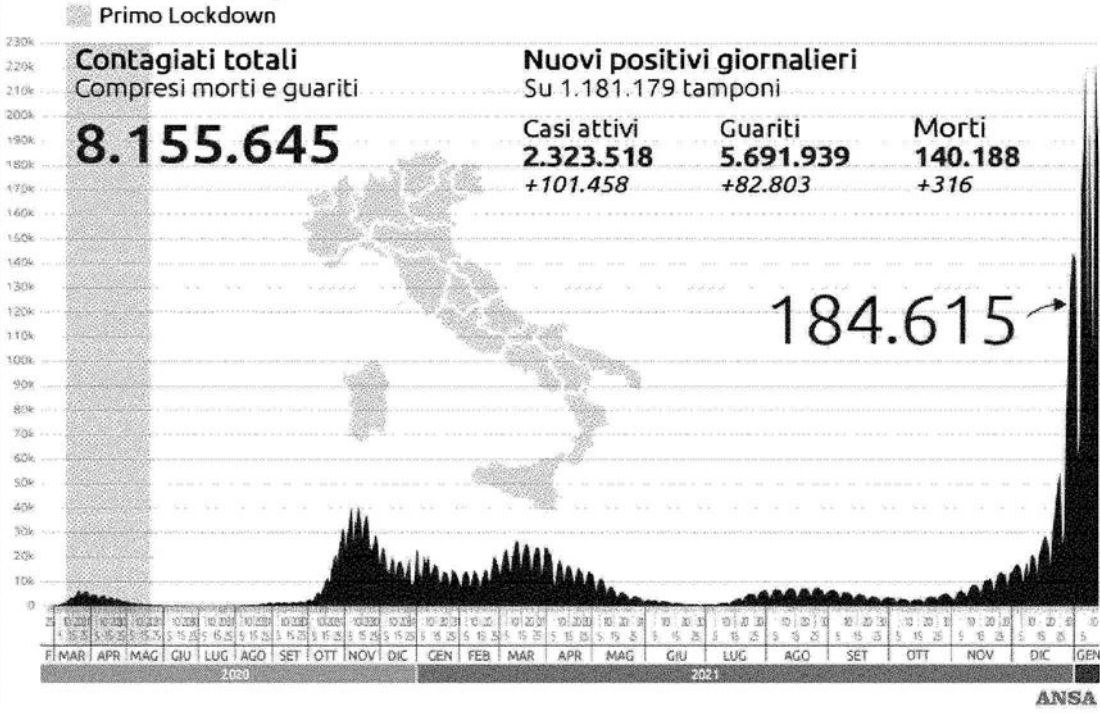 Primo Lockdown
230k
220k
210k
200k
190k
180k
170k
160k
150k
140k
130k
120k
110k
100k
90k
80k
70k
60k
50k
40k
30k
20k
10k
0
Contagiati totali
Compresi morti e guariti
8.155.645
Nuovi positivi giornalieri
Su 1.181.179 tamponi
Casi attivi Guariti Morti
2.323.518 5.691.939 140.188
+101.458 +82.803 +316
184.615
F MAR APR MAG GIU LUG AGO SET OTT NOV DIC GEN FEB MAR APR MAG GIU LUG AGO SET OTT NOV DIC GEN
2020 2021
ANSA